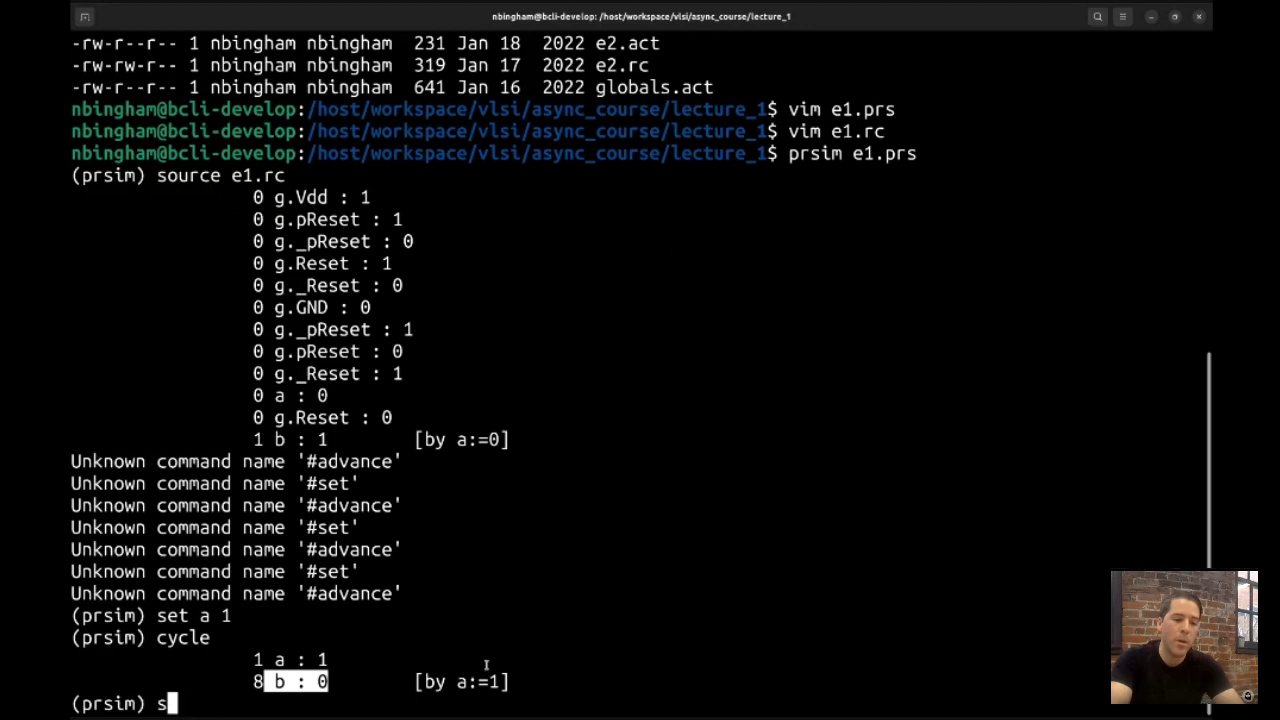 nbingham@bcli-develop: /host/workspace/vlsi/async_course/lecture_1
-rw-r--r-- 1 nbingham nbingham  231 Jan 18  2022 e2.act
-rw-rw-r-- 1 nbingham nbingham  319 Jan 17  2022 e2.rc
-rw-r--r-- 1 nbingham nbingham  641 Jan 16  2022 globals.act
nbingham@bcli-develop:/host/workspace/vlsi/async_course/lecture_1$ vim e1.prs
nbingham@bcli-develop:/host/workspace/vlsi/async_course/lecture_1$ vim e1.rc
nbingham@bcli-develop:/host/workspace/vlsi/async_course/lecture_1$ prsim e1.prs
(prsim) source e1.rc
0 g.Vdd : 1
0 g.pReset : 1
0 g._pReset : 0
0 g.Reset : 1
0 g._Reset : 0
0 g.GND : 0
0 g._pReset : 1
0 g.pReset : 0
0 g._Reset : 1
0 a : 0
0 g.Reset : 0
1 b : 1 [by a:=0]
Unknown command name '#advance'
Unknown command name '#set'
Unknown command name '#advance'
Unknown command name '#set'
Unknown command name '#advance'
Unknown command name '#set'
Unknown command name '#advance'
(prsim) set a 1
(prsim) cycle
1 a : 1
8 b : 0 [by a:=1]
(prsim) s